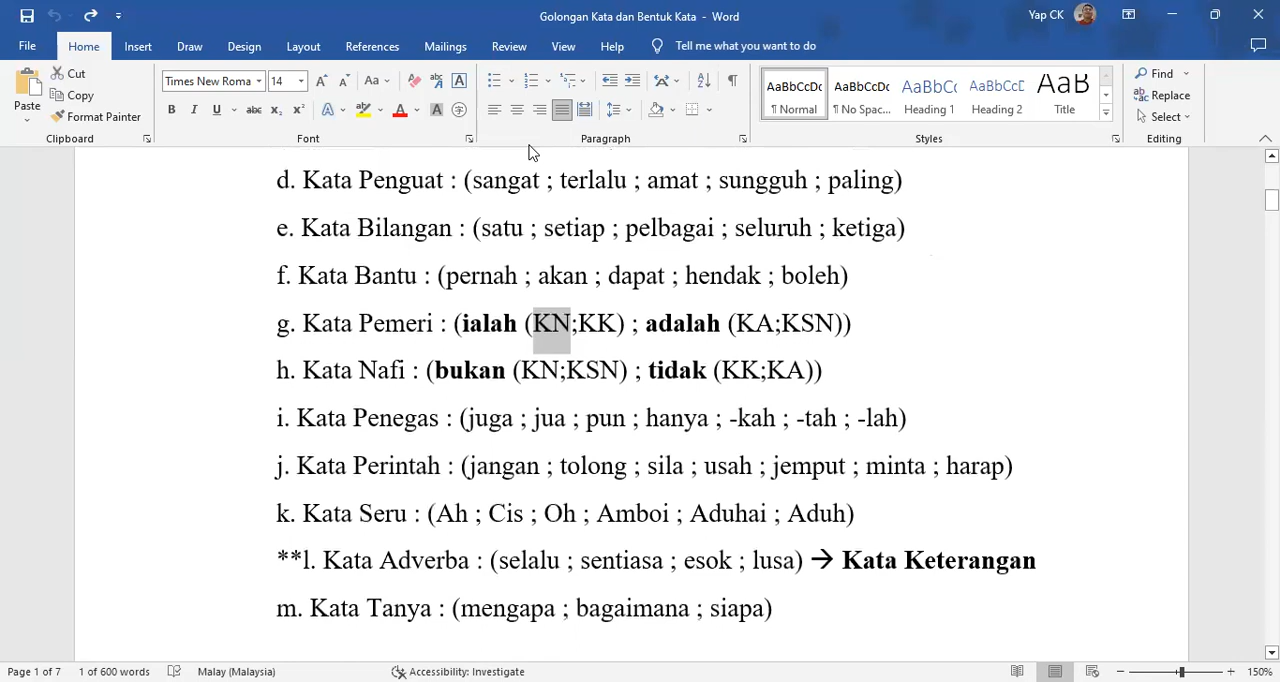 Golongan Kata dan Bentuk Kata - Word
Yap CK
File Home Insert Draw Design Layout References Mailings Review View Help Tell me what you want to do
Paste
Cut
Copy
Format Painter
Clipboard
Times New Roma 14
Font
Paragraph
AaBbCcDc
Normal
AaBbCcDc
No Spac...
AaBbC
Heading 1
AaBbCcD
Heading 2
AaB
Title
Styles
Find
Replace
Select
Editing
d. Kata Penguat : (sangat ; terlalu ; amat ; sungguh ; paling)
e. Kata Bilangan : (satu ; setiap ; pelbagai ; seluruh ; ketiga)
f. Kata Bantu : (pernah ; akan ; dapat ; hendak ; boleh)
g. Kata Pemeri : (ialah (KN;KK) ; adalah (KA;KSN))
h. Kata Nafi : (bukan (KN;KSN) ; tidak (KK;KA))
i. Kata Penegas : (juga ; jua ; pun ; hanya ; -kah ; -tah ; -lah)
j. Kata Perintah : (jangan ; tolong ; sila ; usah ; jemput ; minta ; harap)
k. Kata Seru : (Ah ; Cis ; Oh ; Amboi ; Aduhai ; Aduh)
**l. Kata Adverba : (selalu ; sentiasa ; esok ; lusa) → Kata Keterangan
m. Kata Tanya : (mengapa ; bagaimana ; siapa)
Page 1 of 7 1 of 600 words Malay (Malaysia) Accessibility: Investigate 150%